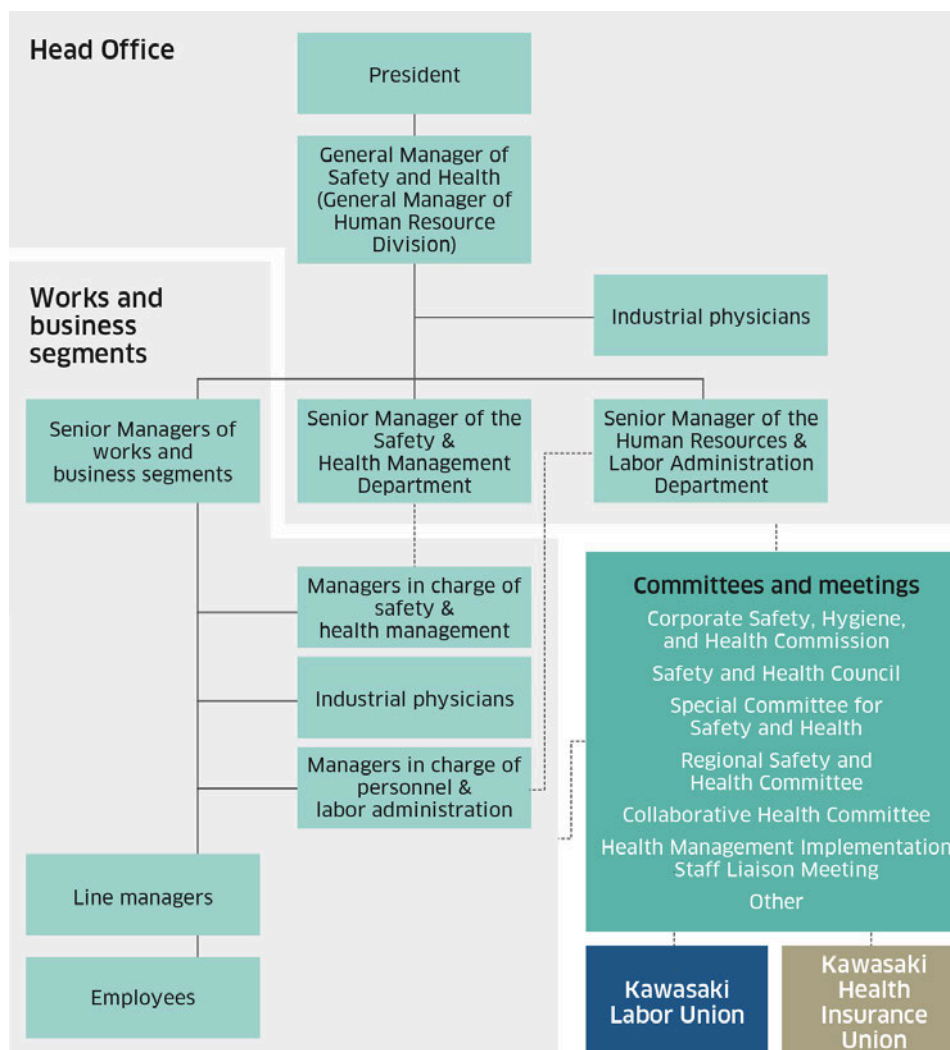 Head Office
President
General Manager of
Safety and Health
(General Manager of
Human Resource
Division)
Works and
business
segments
Industrial physicians
Senior Managers of
works and
business segments
Senior Manager of the
Safety &
Health Management
Department
Senior Manager of the
Human Resources &
Labor Administration
Department
Managers in charge of
safety &
health management
Industrial physicians
Managers in charge of
personnel &
labor administration
Line managers
Employees
Committees and meetings
Corporate Safety, Hygiene,
and Health Commission
Safety and Health Council
Special Committee for
Safety and Health
Regional Safety and
Health Committee
Collaborative Health Committee
Health Management Implementation
Staff Liaison Meeting
Other
Kawasaki
Labor Union
Kawasaki
Health
Insurance
Union